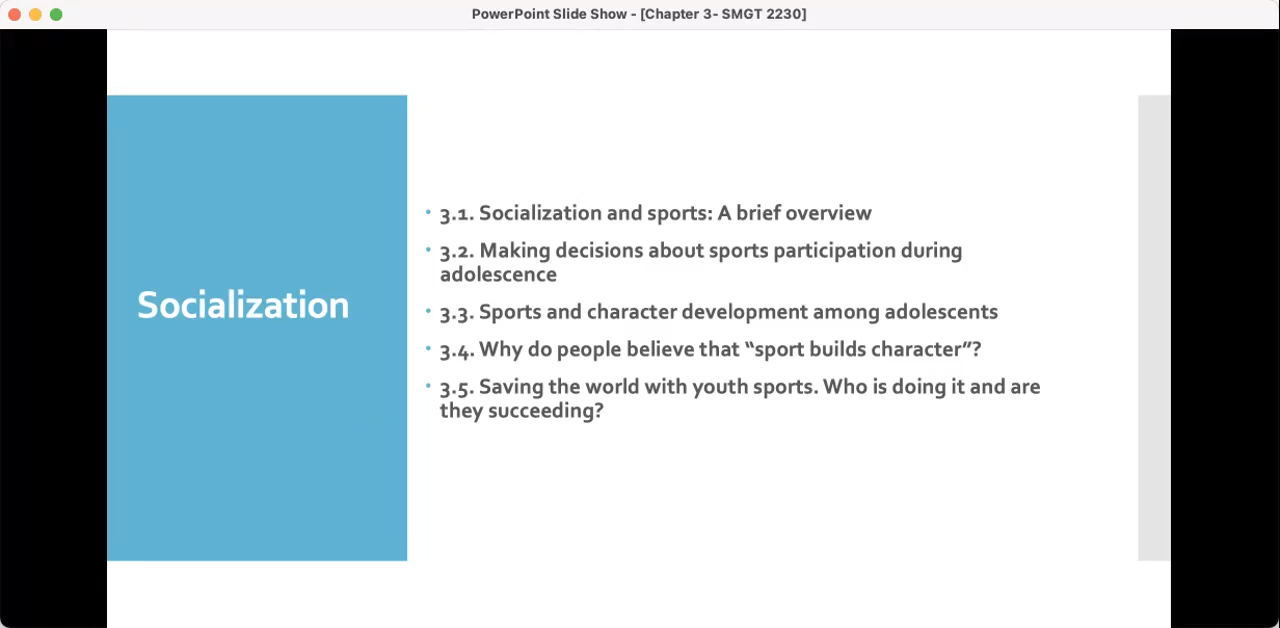 PowerPoint Slide Show - [Chapter 3- SMGT 2230]
Socialization
• 3.1. Socialization and sports: A brief overview
• 3.2. Making decisions about sports participation during
adolescence
• 3.3. Sports and character development among adolescents
• 3.4. Why do people believe that “sport builds character”?
• 3.5. Saving the world with youth sports. Who is doing it and are
they succeeding?